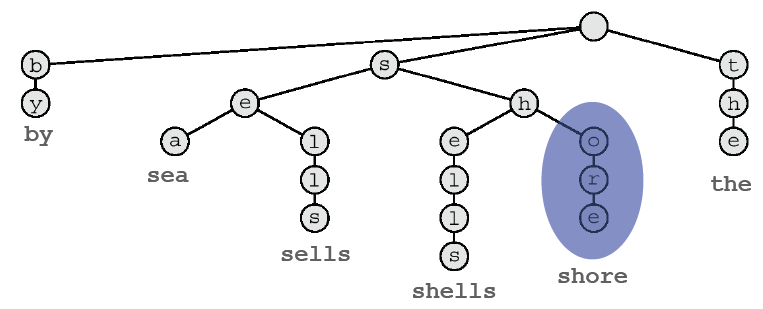 b s t
y e h h
a l e o e
l l r
s l e
s
by
sea
the
sells
shore
shells